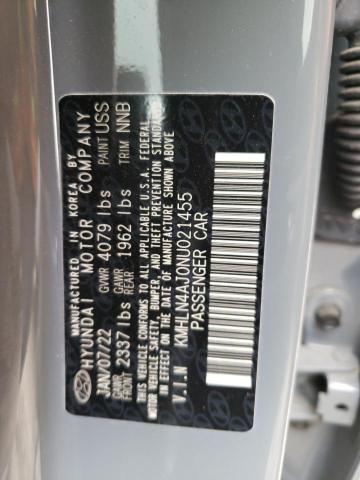 MANUFACTURED IN KOREA BY
HYUNDAI MOTOR COMPANY
JAN/07/22 GVWR 4079 lbs PAINT USS
GAWR FRONT 2337 lbs GAWR REAR 1962 lbs TRIM NNB
THIS VEHICLE CONFORMS TO ALL APPLICABLE U.S.A. FEDERAL
MOTOR VEHICLE SAFETY BUMPER AND THEFT PREVENTION STANDARDS
IN EFFECT ON THE DATE OF MANUFACTURE SHOWN ABOVE
V.I.N KMHLN4AJ0NU021455
PASSENGER CAR